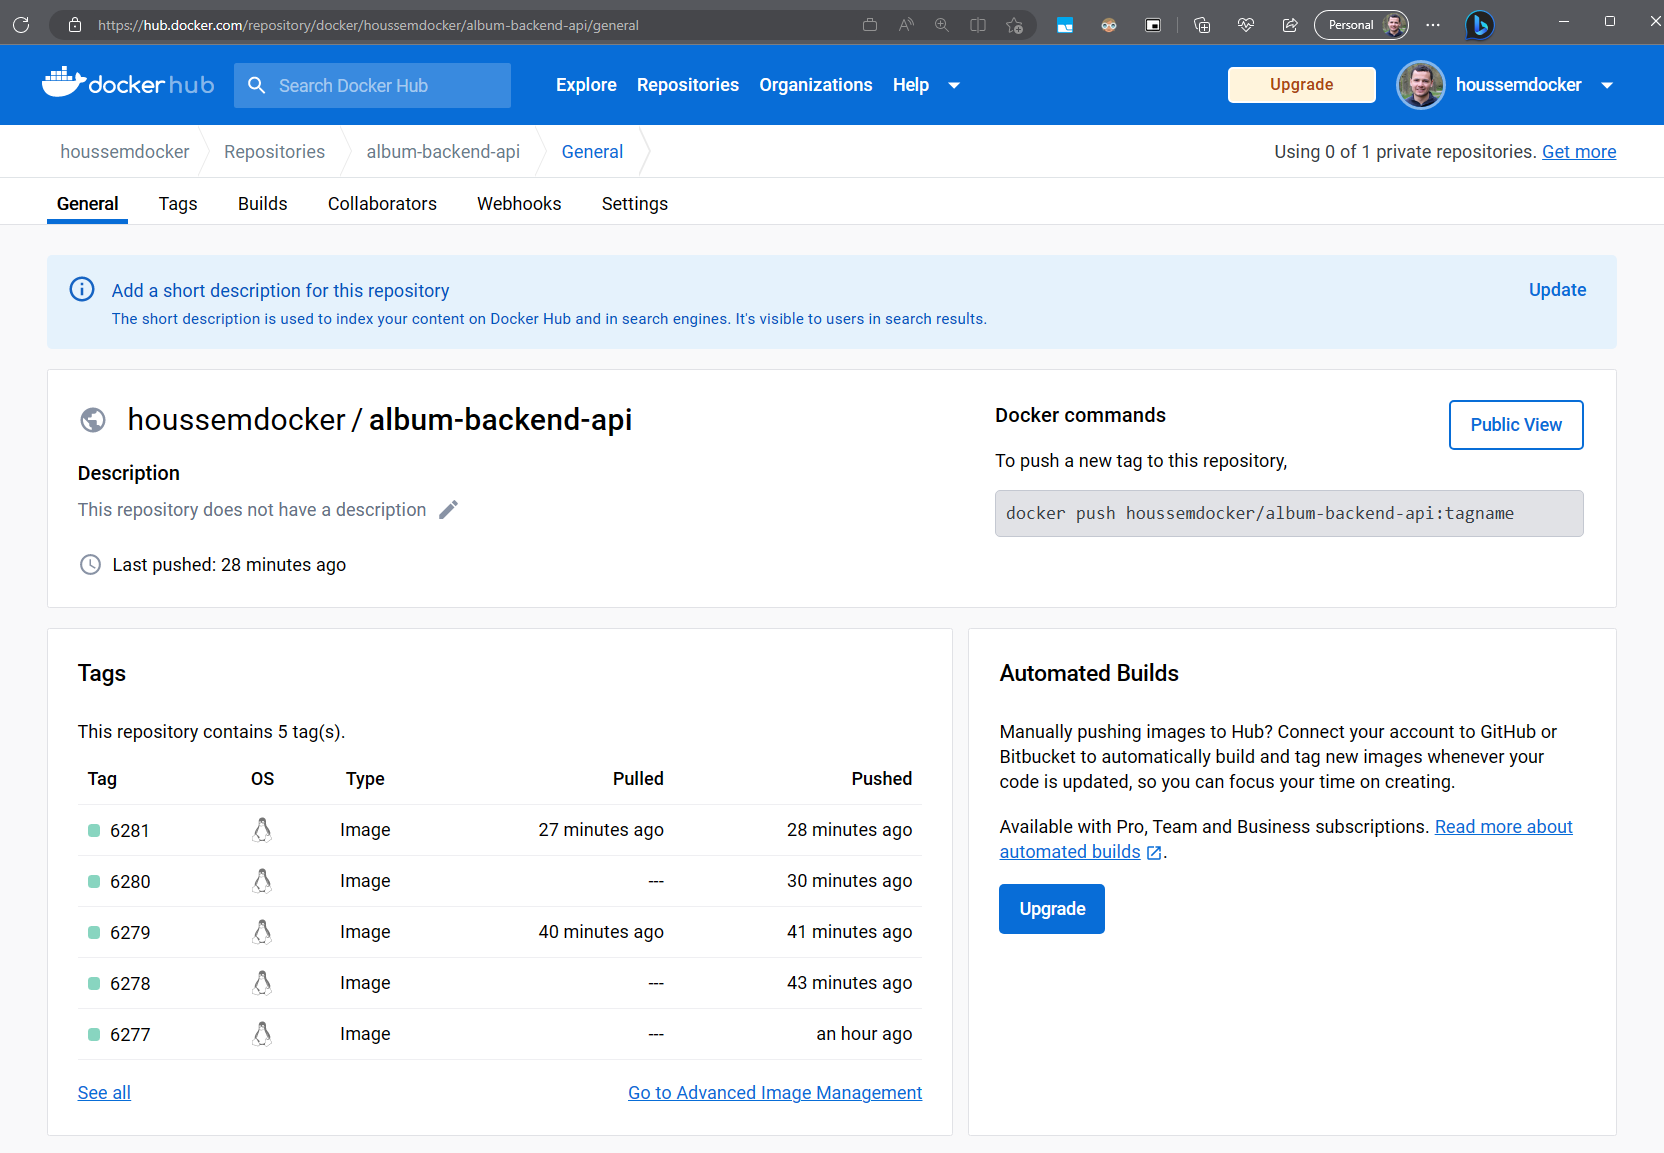 https://hub.docker.com/repository/docker/houssemdocker/album-backend-api/general
Personal
docker hub
Search Docker Hub
Explore
Repositories
Organizations
Help
Upgrade
houssemdocker
houssemdocker
Repositories
album-backend-api
General
Using 0 of 1 private repositories. Get more
General
Tags
Builds
Collaborators
Webhooks
Settings
Add a short description for this repository
Update
The short description is used to index your content on Docker Hub and in search engines. It's visible to users in search results.
houssemdocker / album-backend-api
Description
This repository does not have a description
Last pushed: 28 minutes ago
Docker commands
Public View
To push a new tag to this repository,
docker push houssemdocker/album-backend-api:tagname
Tags
This repository contains 5 tag(s).
Tag OS Type Pulled Pushed
6281 Image 27 minutes ago 28 minutes ago
6280 Image --- 30 minutes ago
6279 Image 40 minutes ago 41 minutes ago
6278 Image --- 43 minutes ago
6277 Image --- an hour ago
See all
Go to Advanced Image Management
Automated Builds
Manually pushing images to Hub? Connect your account to GitHub or
Bitbucket to automatically build and tag new images whenever your
code is updated, so you can focus your time on creating.
Available with Pro, Team and Business subscriptions. Read more about
automated builds .
Upgrade